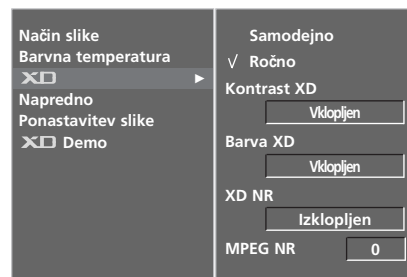 Način slike
Barvna temperatura
XD
Napredno
Ponastavitev slike
XD Demo
Samodejno
√ Ročno
Kontrast XD
Vklopljen
Barva XD
Vklopljen
XD NR
Izklopljen
MPEG NR 0